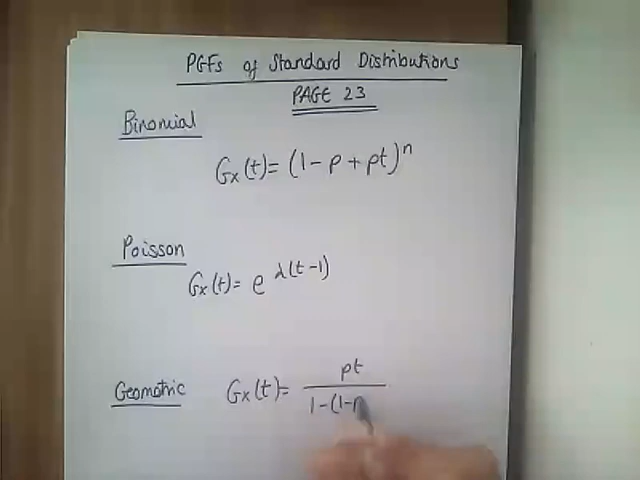 PGFs of Standard Distributions
PAGE 23
Binomial
Gx(t) = (1 - p + pt)^n
Poisson
Gx(t) = e^λ(t-1)
Geometric Gx(t) = pt
1-(1-p